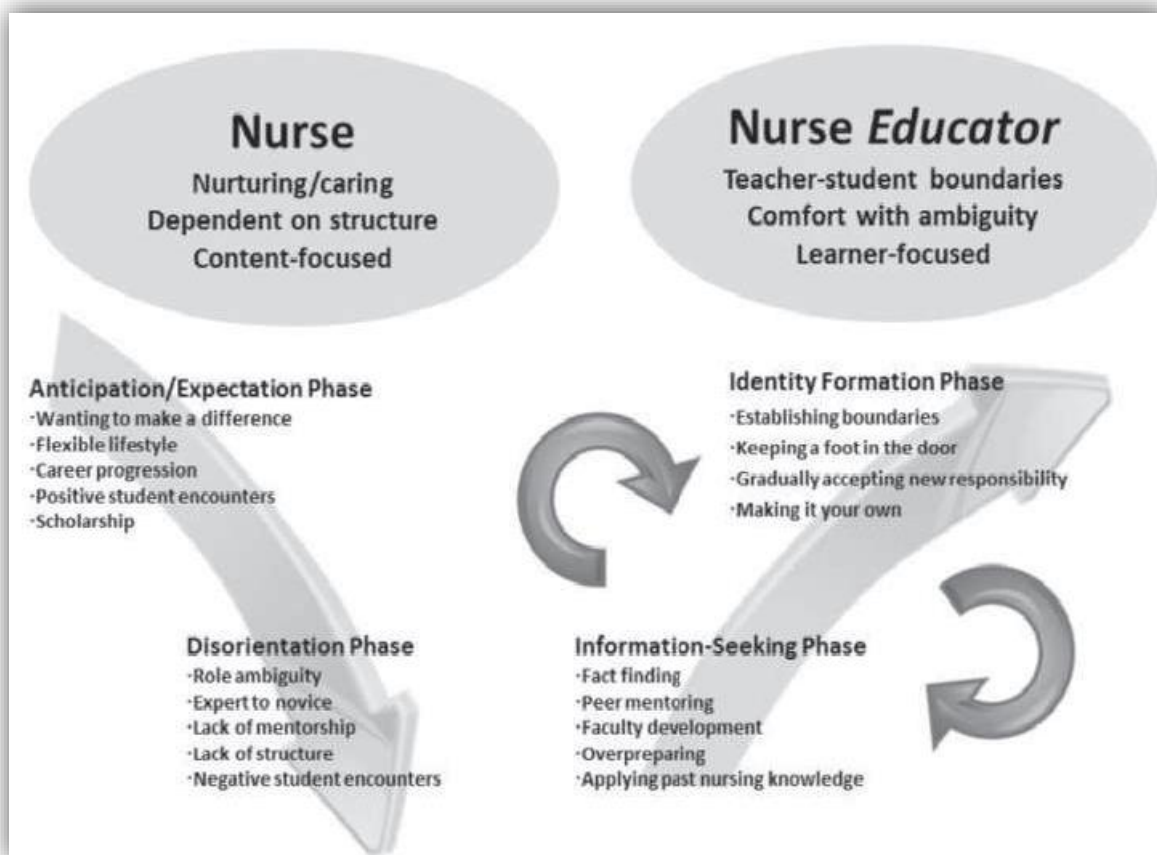 Nurse
Nurturing/caring
Dependent on structure
Content-focused
Nurse Educator
Teacher-student boundaries
Comfort with ambiguity
Learner-focused
Anticipation/Expectation Phase
·Wanting to make a difference
·Flexible lifestyle
·Career progression
·Positive student encounters
·Scholarship
Identity Formation Phase
·Establishing boundaries
·Keeping a foot in the door
·Gradually accepting new responsibility
·Making it your own
Disorientation Phase
·Role ambiguity
·Expert to novice
·Lack of mentorship
·Lack of structure
·Negative student encounters
Information-Seeking Phase
·Fact finding
·Peer mentoring
·Faculty development
·Overpreparing
·Applying past nursing knowledge